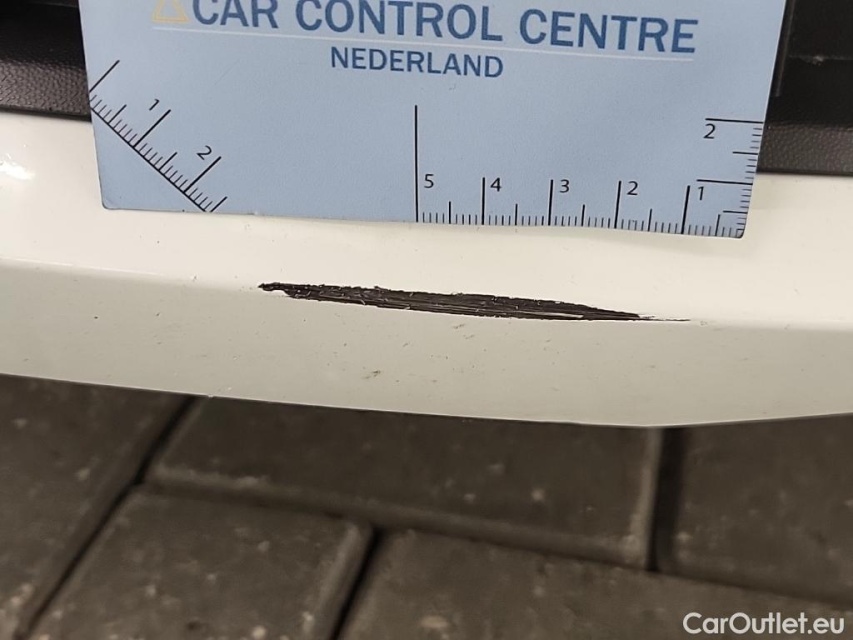 CAR CONTROL CENTRE
NEDERLAND
1
2
5 4 3 2 1
2
CarOutlet.eu